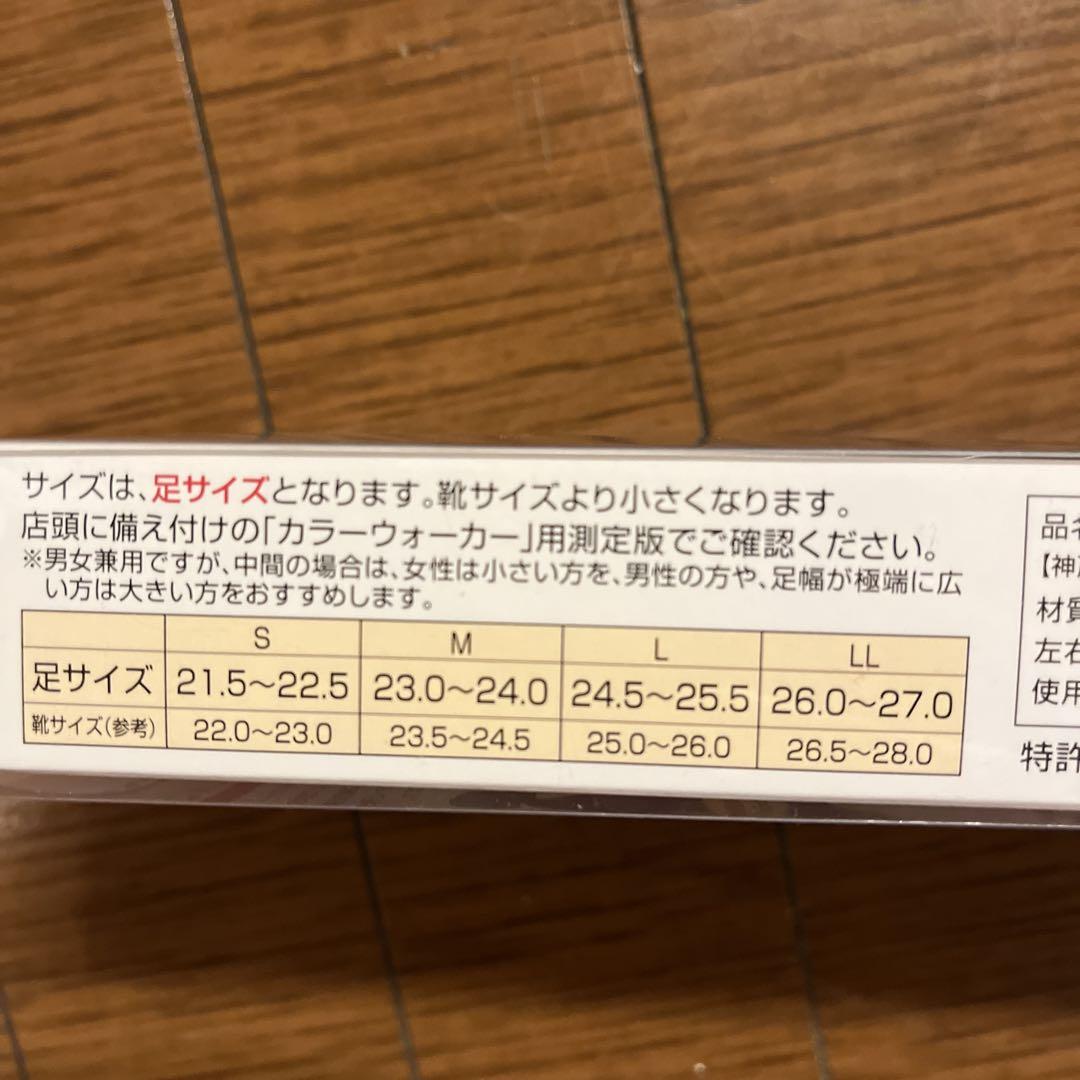 サイズは、足サイズとなります。靴サイズより小さくなります。
店頭に備え付けの「カラーウォーカー」用測定版でご確認ください。
※男女兼用ですが、中間の場合は、女性は小さい方を、男性の方や、足幅が極端に広
い方は大きい方をおすすめします。
S M L LL
足サイズ 21.5〜22.5 23.0〜24.0 24.5〜25.5 26.0〜27.0
靴サイズ(参考) 22.0〜23.0 23.5〜24.5 25.0〜26.0 26.5〜28.0
品
【神
材質
左右
使用
特許